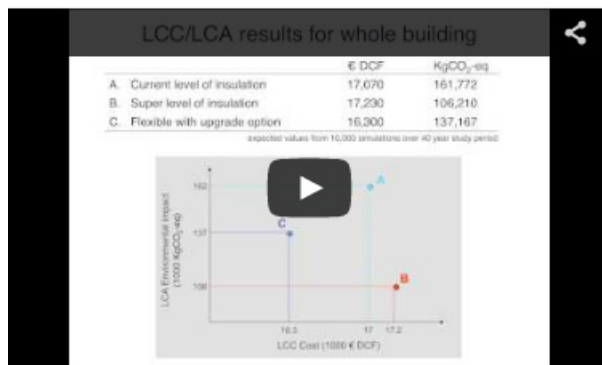 LCC/LCA results for whole building
€ DCF KgCO₂-eq
A. Current level of insulation 17,070 161,772
B. Super level of insulation 17,230 106,210
C. Flexible with upgrade option 16,300 137,167
expected values from 10,000 simulations over 40 year study period
LCA Environmental Impact
(1000 KgCO₂-eq)
162
A
C
137
B
106
16.3 17 17.2
LCC Cost (1000 € DCF)